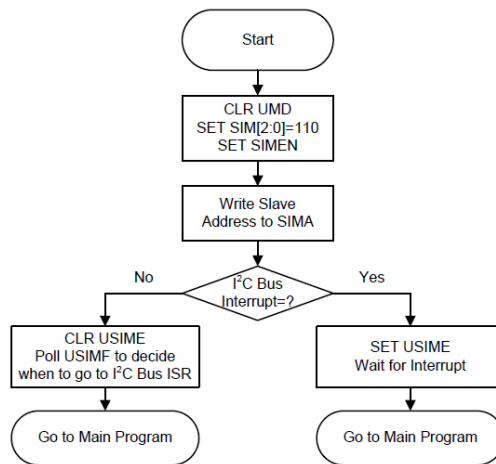 Start
CLR UMD
SET SIM[2:0]=110
SET SIMEN
Write Slave
Address to SIMA
I²C Bus
Interrupt=?
No
Yes
CLR USIME
Poll USIMF to decide
when to go to I²C Bus ISR
SET USIME
Wait for Interrupt
Go to Main Program
Go to Main Program